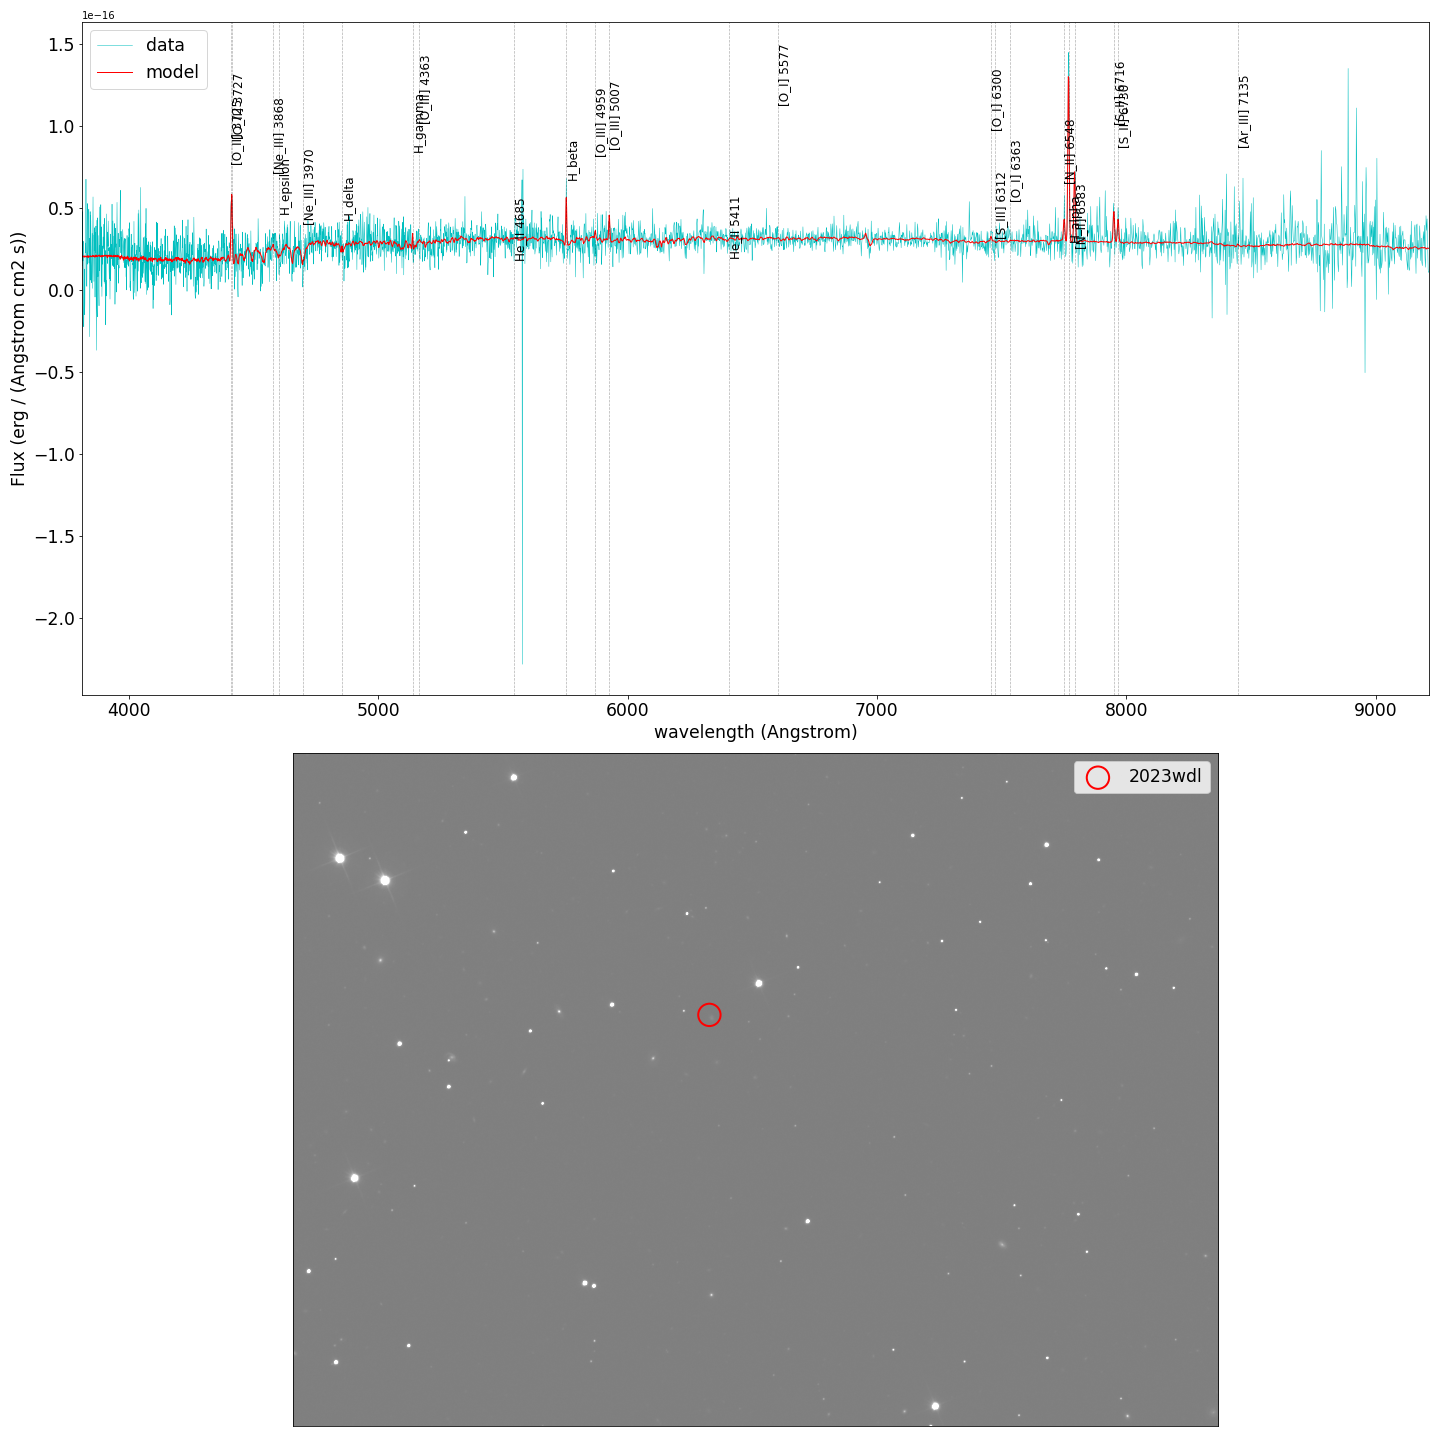 1e−16
data
model
1.5
1.0
0.5
0.0
−0.5
−1.0
−1.5
−2.0
Flux (erg / (Angstrom cm2 s))
[Ne_III] 3868
H_epsilon
[Ne_III] 3970
H_delta
H_gamma
[O_III] 4363
He_II 4685
H_beta
[O_III] 4959
[O_III] 5007
He_II 5411
[O_I] 5577
[O_I] 6300
[S_III] 6312
[O_I] 6363
[N_II] 6548
H_alpha
[N_II] 6583
[S_II] 6716
[Ar_III] 7135
4000
5000
6000
7000
8000
9000
wavelength (Angstrom)
2023wdl